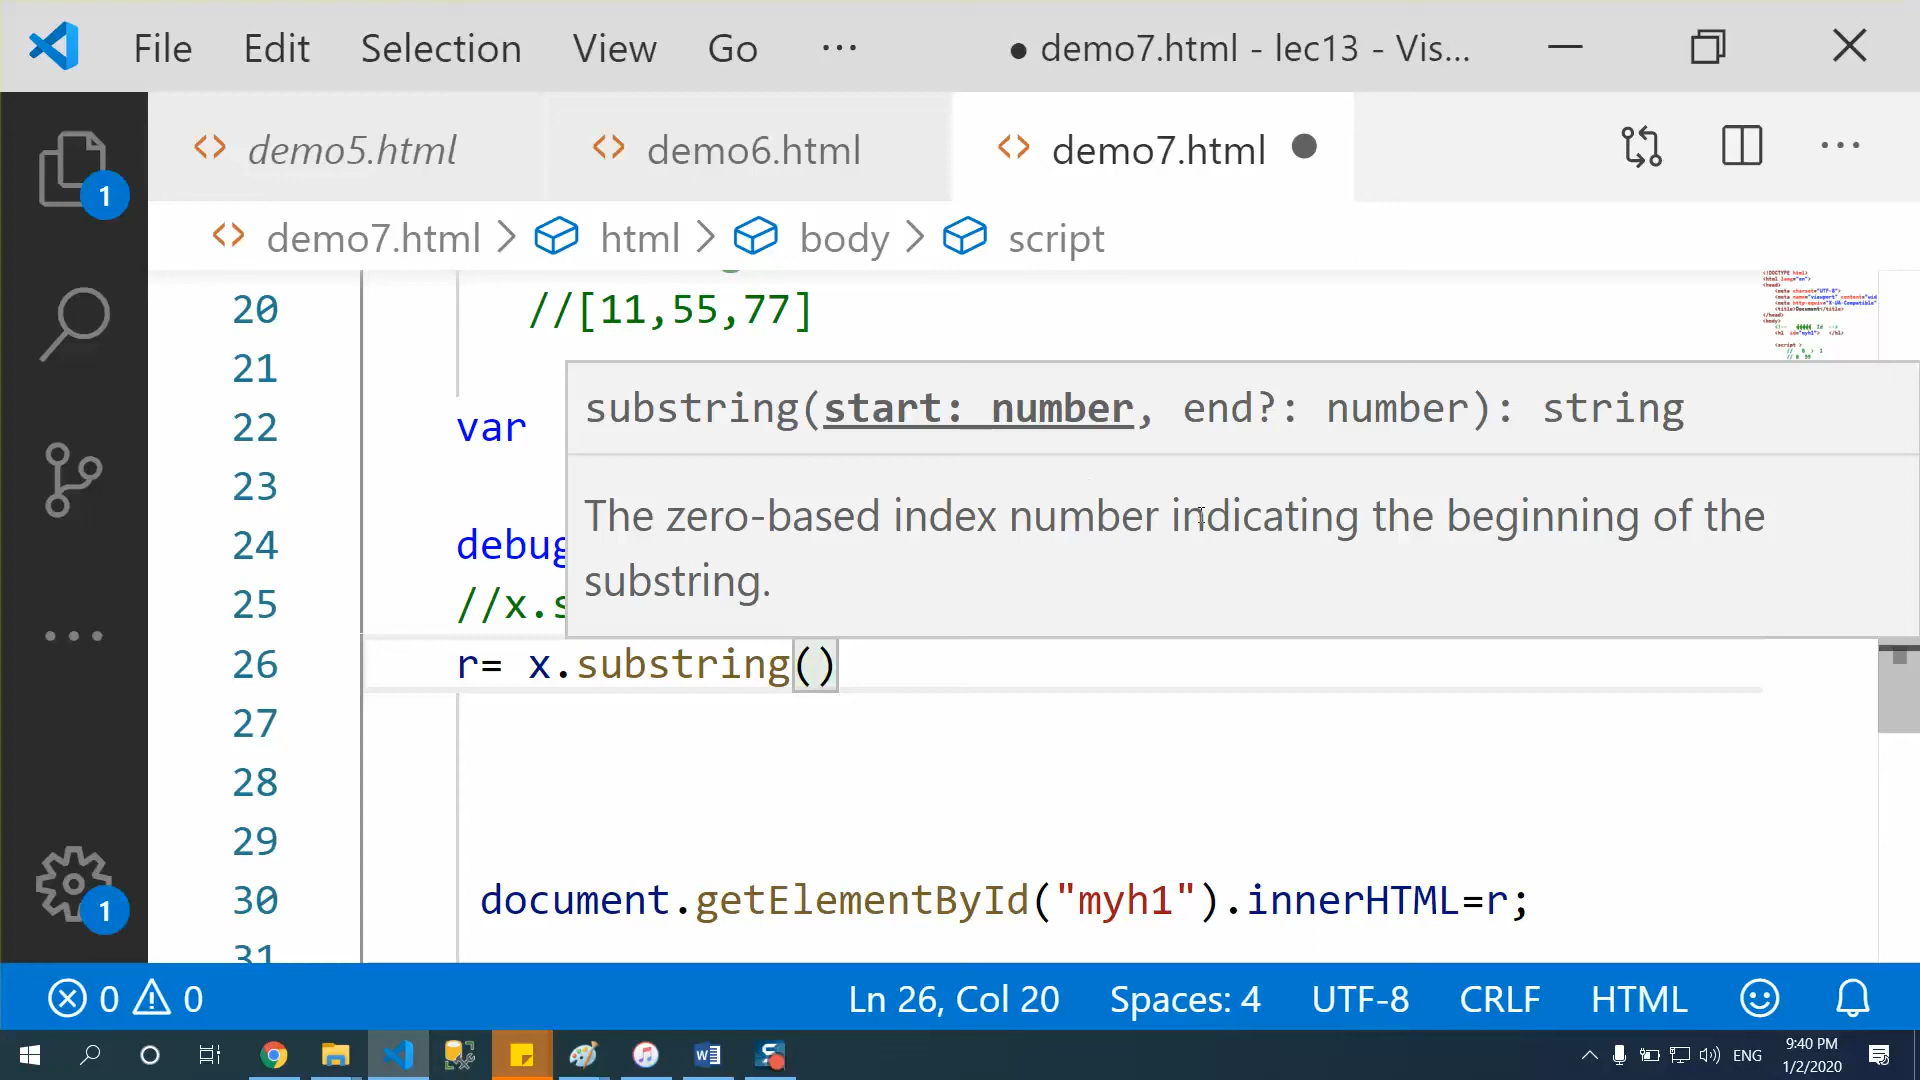 File Edit Selection View Go ··· ● demo7.html - lec13 - Vis...
demo5.html demo6.html demo7.html
demo7.html > html > body > script
20 //[11,55,77]
21
22 var
23
24 debug
25 //x.s
26 r= x.substring()
27
28
29
30 document.getElementById("myh1").innerHTML=r;
31
substring(start: number, end?: number): string
The zero-based index number indicating the beginning of the
substring.
1
1
0 0 Ln 26, Col 20 Spaces: 4 UTF-8 CRLF HTML
ENG 9:40 PM
1/2/2020